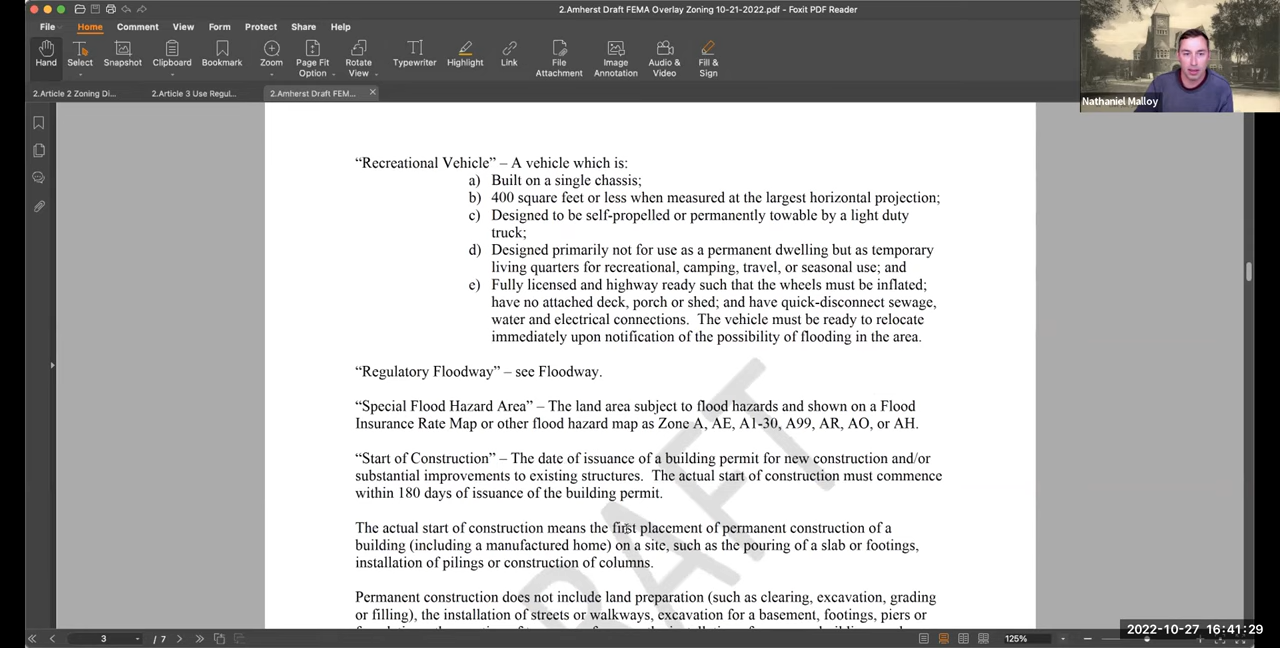 2.Amherst Draft FEMA Overlay Zoning 10-21-2022.pdf - Foxit PDF Reader
File Home Comment View Form Protect Share Help
Hand Select Snapshot Clipboard Bookmark Zoom Page Fit Option Rotate View Typewriter Highlight Link File Attachment Image Annotation Audio & Video Fill & Sign
Nathaniel Malloy
2.Article 2 Zoning Di... 2.Article 3 Use Regul... 2.Amherst Draft FEM...
“Recreational Vehicle” – A vehicle which is:
a) Built on a single chassis;
b) 400 square feet or less when measured at the largest horizontal projection;
c) Designed to be self-propelled or permanently towable by a light duty
truck;
d) Designed primarily not for use as a permanent dwelling but as temporary
living quarters for recreational, camping, travel, or seasonal use; and
e) Fully licensed and highway ready such that the wheels must be inflated;
have no attached deck, porch or shed; and have quick-disconnect sewage,
water and electrical connections. The vehicle must be ready to relocate
immediately upon notification of the possibility of flooding in the area.
“Regulatory Floodway” – see Floodway.
“Special Flood Hazard Area” – The land area subject to flood hazards and shown on a Flood
Insurance Rate Map or other flood hazard map as Zone A, AE, A1-30, A99, AR, AO, or AH.
“Start of Construction” – The date of issuance of a building permit for new construction and/or
substantial improvements to existing structures. The actual start of construction must commence
within 180 days of issuance of the building permit.
The actual start of construction means the first placement of permanent construction of a
building (including a manufactured home) on a site, such as the pouring of a slab or footings,
installation of pilings or construction of columns.
Permanent construction does not include land preparation (such as clearing, excavation, grading
or filling), the installation of streets or walkways, excavation for a basement, footings, piers or
DRAFT
3 / 7 125%
2022-10-27 16:41:29